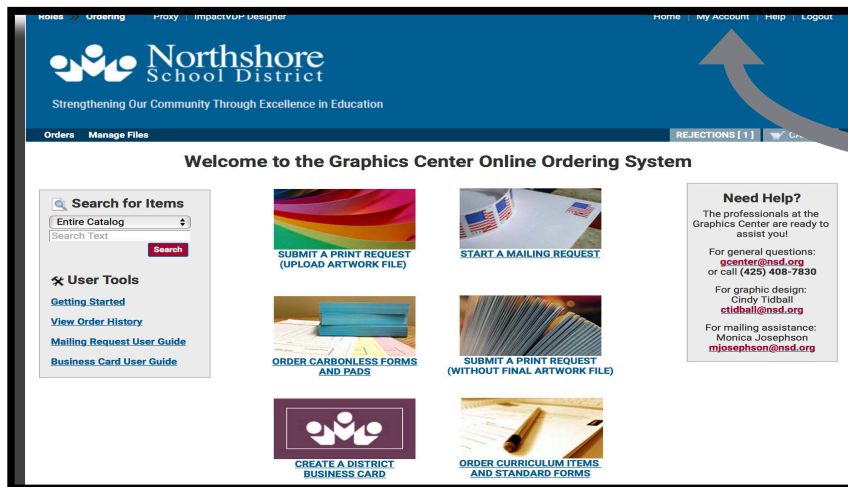 Roles » Ordering Proxy | ImpactVDP Designer
Home | My Account | Help | Logout
Northshore
School District
Strengthening Our Community Through Excellence in Education
Orders Manage Files
REJECTIONS [ 1 ]
Welcome to the Graphics Center Online Ordering System
Search for Items
Entire Catalog
Search Text
Search
User Tools
Getting Started
View Order History
Mailing Request User Guide
Business Card User Guide
SUBMIT A PRINT REQUEST
(UPLOAD ARTWORK FILE)
START A MAILING REQUEST
ORDER CARBONLESS FORMS
AND PADS
SUBMIT A PRINT REQUEST
(WITHOUT FINAL ARTWORK FILE)
CREATE A DISTRICT
BUSINESS CARD
ORDER CURRICULUM ITEMS
AND STANDARD FORMS
Need Help?
The professionals at the
Graphics Center are ready to
assist you!
For general questions:
gcenter@nsd.org
or call (425) 408-7830
For graphic design:
Cindy Tidball
ctidball@nsd.org
For mailing assistance:
Monica Josephson
mjosephson@nsd.org